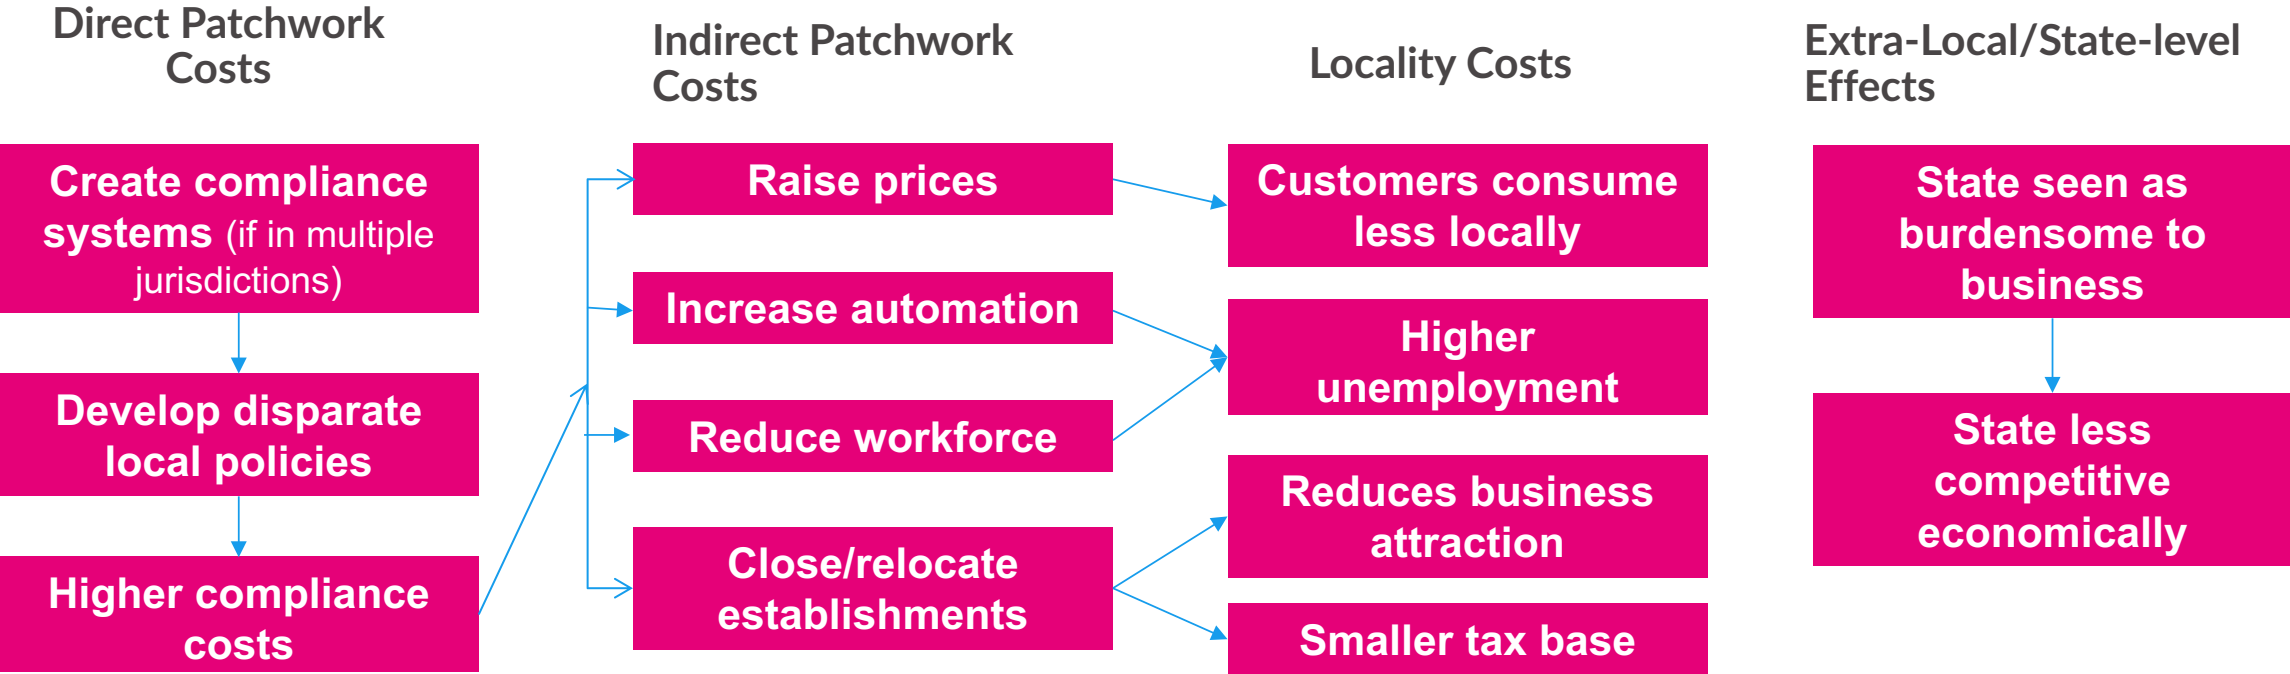 Direct Patchwork
Costs
Create compliance
systems (if in multiple
jurisdictions)
Develop disparate
local policies
Higher compliance
costs
Indirect Patchwork
Costs
Raise prices
Increase automation
Reduce workforce
Close/relocate
establishments
Locality Costs
Customers consume
less locally
Higher
unemployment
Reduces business
attraction
Smaller tax base
Extra-Local/State-level
Effects
State seen as
burdensome to
business
State less
competitive
economically